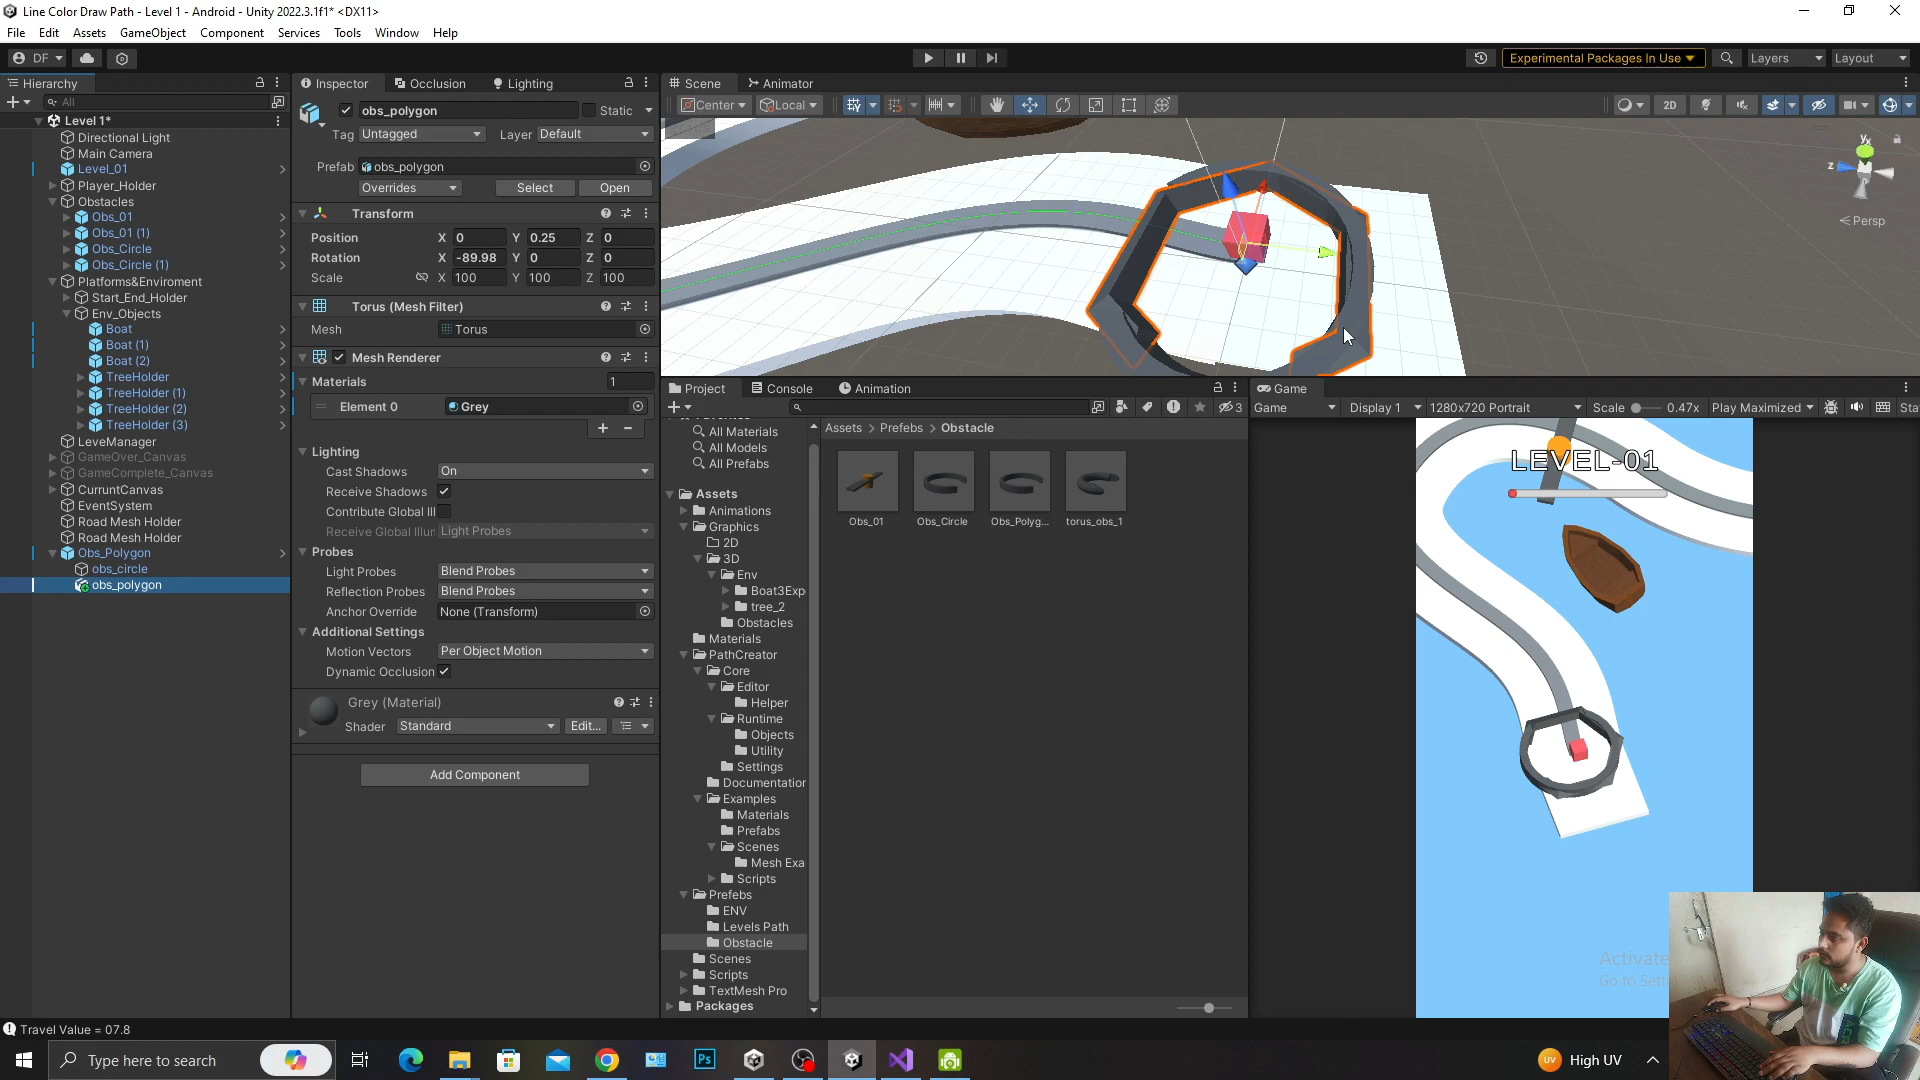 Line Color Draw Path - Level 1 - Android - Unity 2022.3.1f1* <DX11>
File Edit Assets GameObject Component Services Tools Window Help
DF Experimental Packages In Use Layers Layout
Hierarchy
All
Level 1*
Directional Light
Main Camera
Level_01
Player_Holder
Obstacles
Obs_01
Obs_01 (1)
Obs_Circle
Obs_Circle (1)
Platforms&Enviroment
Start_End_Holder
Env_Objects
Boat
Boat (1)
Boat (2)
TreeHolder
TreeHolder (1)
TreeHolder (2)
TreeHolder (3)
LeveManager
GameOver_Canvas
GameComplete_Canvas
CurruntCanvas
EventSystem
Road Mesh Holder
Road Mesh Holder
Obs_Polygon
obs_circle
obs_polygon
Inspector Occlusion Lighting
obs_polygon Static
Tag Untagged Layer Default
Prefab obs_polygon
Overrides Select Open
Transform
Position X 0 Y 0.25 Z 0
Rotation X -89.98 Y 0 Z 0
Scale X 100 Y 100 Z 100
Torus (Mesh Filter)
Mesh Torus
Mesh Renderer
Materials 1
Element 0 Grey
Lighting
Cast Shadows On
Receive Shadows
Contribute Global Ill
Receive Global Illur Light Probes
Probes
Light Probes Blend Probes
Reflection Probes Blend Probes
Anchor Override None (Transform)
Additional Settings
Motion Vectors Per Object Motion
Dynamic Occlusion
Grey (Material)
Shader Standard Edit...
Add Component
Scene Animator
Center Local 2D
y
z
Persp
Project Console Animation
3
All Materials
All Models
All Prefabs
Assets
Animations
Graphics
2D
3D
Env
Boat3Exp
tree_2
Obstacles
Materials
PathCreator
Core
Editor
Helper
Runtime
Objects
Utility
Settings
Documentation
Examples
Materials
Prefabs
Scenes
Mesh Exa
Scripts
Prefebs
ENV
Levels Path
Obstacle
Scenes
Scripts
TextMesh Pro
Packages
Assets > Prefebs > Obstacle
Obs_01 Obs_Circle Obs_Polyg... torus_obs_1
Game
Game Display 1 1280x720 Portrait Scale 0.47x Play Maximized Sta
LEVEL-01
Activate
Go to Sett
Travel Value = 07.8
Type here to search
Ps
UV High UV